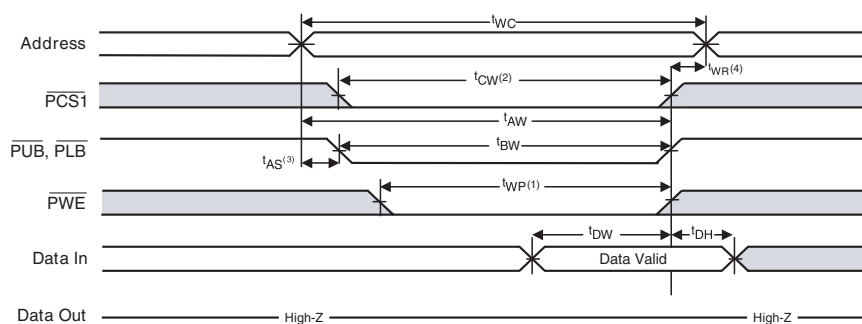 tWC
Address
tWR(4)
tCW(2)
PCS1
tAW
PUB, PLB
tBW
tAS(3)
tWP(1)
PWE
tDW
tDH
Data In
Data Valid
Data Out
High-Z
High-Z